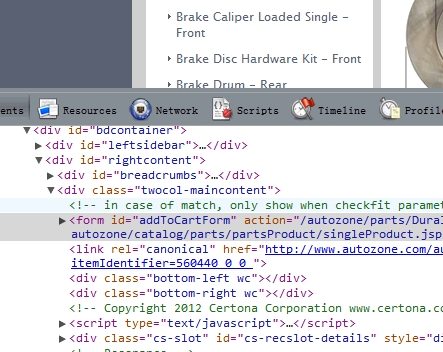 Brake Caliper Loaded Single –
Front
Brake Disc Hardware Kit – Front
Brake Drum – Rear
ents Resources Network Scripts Timeline Profile
▼<div id="bdcontainer">
▶<div id="leftsidebar">…</div>
▼<div id="rightcontent">
▶<div id="breadcrumbs">…</div>
▼<div class="twocol-maincontent">
<!-- in case of match, only show when checkfit paramet
▶<form id="addToCartForm" action="/autozone/parts/Dural
autozone/catalog/parts/partsProduct/singleProduct.jsp
<link rel="canonical" href="http://www.autozone.com/au
itemIdentifier=560440_0_0_">
<div class="bottom-left wc"></div>
<div class="bottom-right wc"></div>
<!-- Copyright 2012 Certona Corporation www.certona.c
▶<script type="text/javascript">…</script>
▶<div class="cs-slot" id="cs-recslot-details" style="di